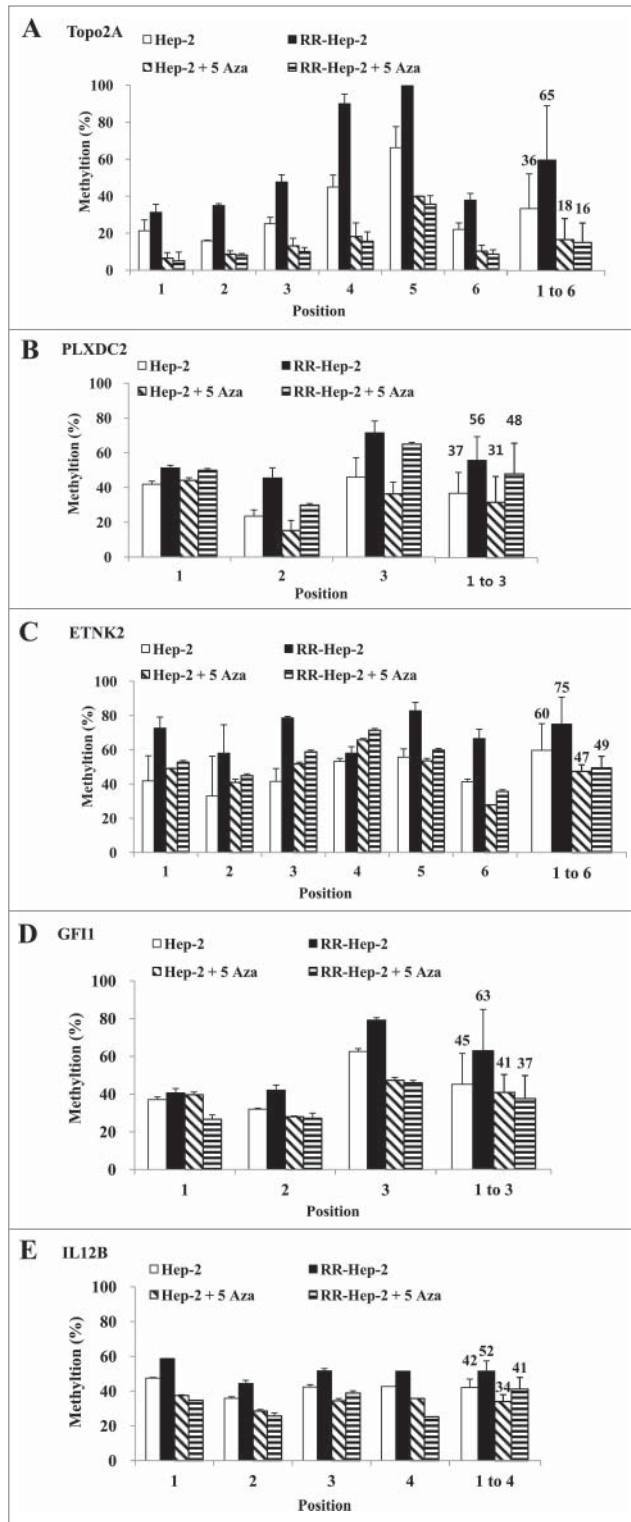 A Topo2A
Hep-2 RR-Hep-2
Hep-2 + 5 Aza RR-Hep-2 + 5 Aza
Methyltion (%)
100
80
60
40
20
0
36 65 18 16
1 2 3 4 5 6 1 to 6
Position
B PLXDC2
Hep-2 RR-Hep-2
Hep-2 + 5 Aza RR-Hep-2 + 5 Aza
Methyltion (%)
100
80
60
40
20
0
37 56 31 48
1 2 3 1 to 3
Position
C ETNK2
Hep-2 RR-Hep-2
Hep-2 + 5 Aza RR-Hep-2 + 5 Aza
Methyltion (%)
100
80
60
40
20
0
60 75 47 49
1 2 3 4 5 6 1 to 6
Position
D GFI1
Hep-2 RR-Hep-2
Hep-2 + 5 Aza RR-Hep-2 + 5 Aza
Methyltion (%)
100
80
60
40
20
0
45 63 41 37
1 2 3 1 to 3
Position
E IL12B
Hep-2 RR-Hep-2
Hep-2 + 5 Aza RR-Hep-2 + 5 Aza
Methyltion (%)
100
80
60
40
20
0
42 52 34 41
1 2 3 4 1 to 4
Position